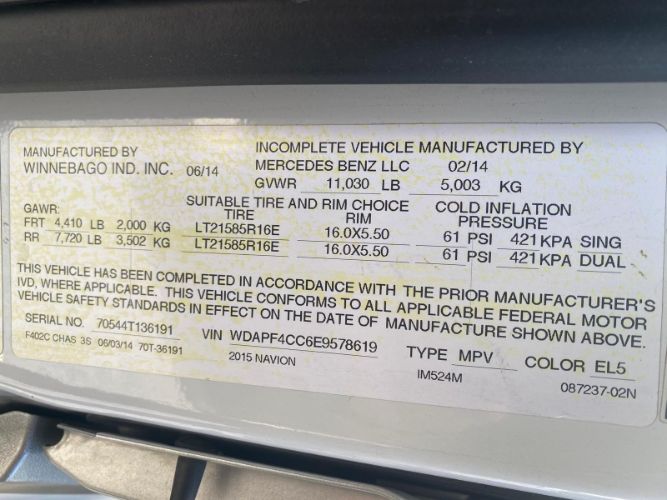 MANUFACTURED BY
WINNEBAGO IND. INC. 06/14
INCOMPLETE VEHICLE MANUFACTURED BY
MERCEDES BENZ LLC 02/14
GVWR 11,030 LB 5,003 KG
SUITABLE TIRE AND RIM CHOICE
COLD INFLATION
GAWR: TIRE RIM PRESSURE
FRT 4,410 LB 2,000 KG LT21585R16E 16.0X5.50 61 PSI 421 KPA SING
RR 7,720 LB 3,502 KG LT21585R16E 16.0X5.50 61 PSI 421 KPA DUAL
THIS VEHICLE HAS BEEN COMPLETED IN ACCORDANCE WITH THE PRIOR MANUFACTURER'S
IVD, WHERE APPLICABLE. THIS VEHICLE CONFORMS TO ALL APPLICABLE FEDERAL MOTOR
VEHICLE SAFETY STANDARDS IN EFFECT ON THE DATE OF MANUFACTURE SHOWN ABOVE.
SERIAL NO. 70544T136191 VIN WDAPF4CC6E9578619 TYPE MPV COLOR EL5
F402C CHAS 3S 06/03/14 70T-36191 2015 NAVION IM524M 087237-02N